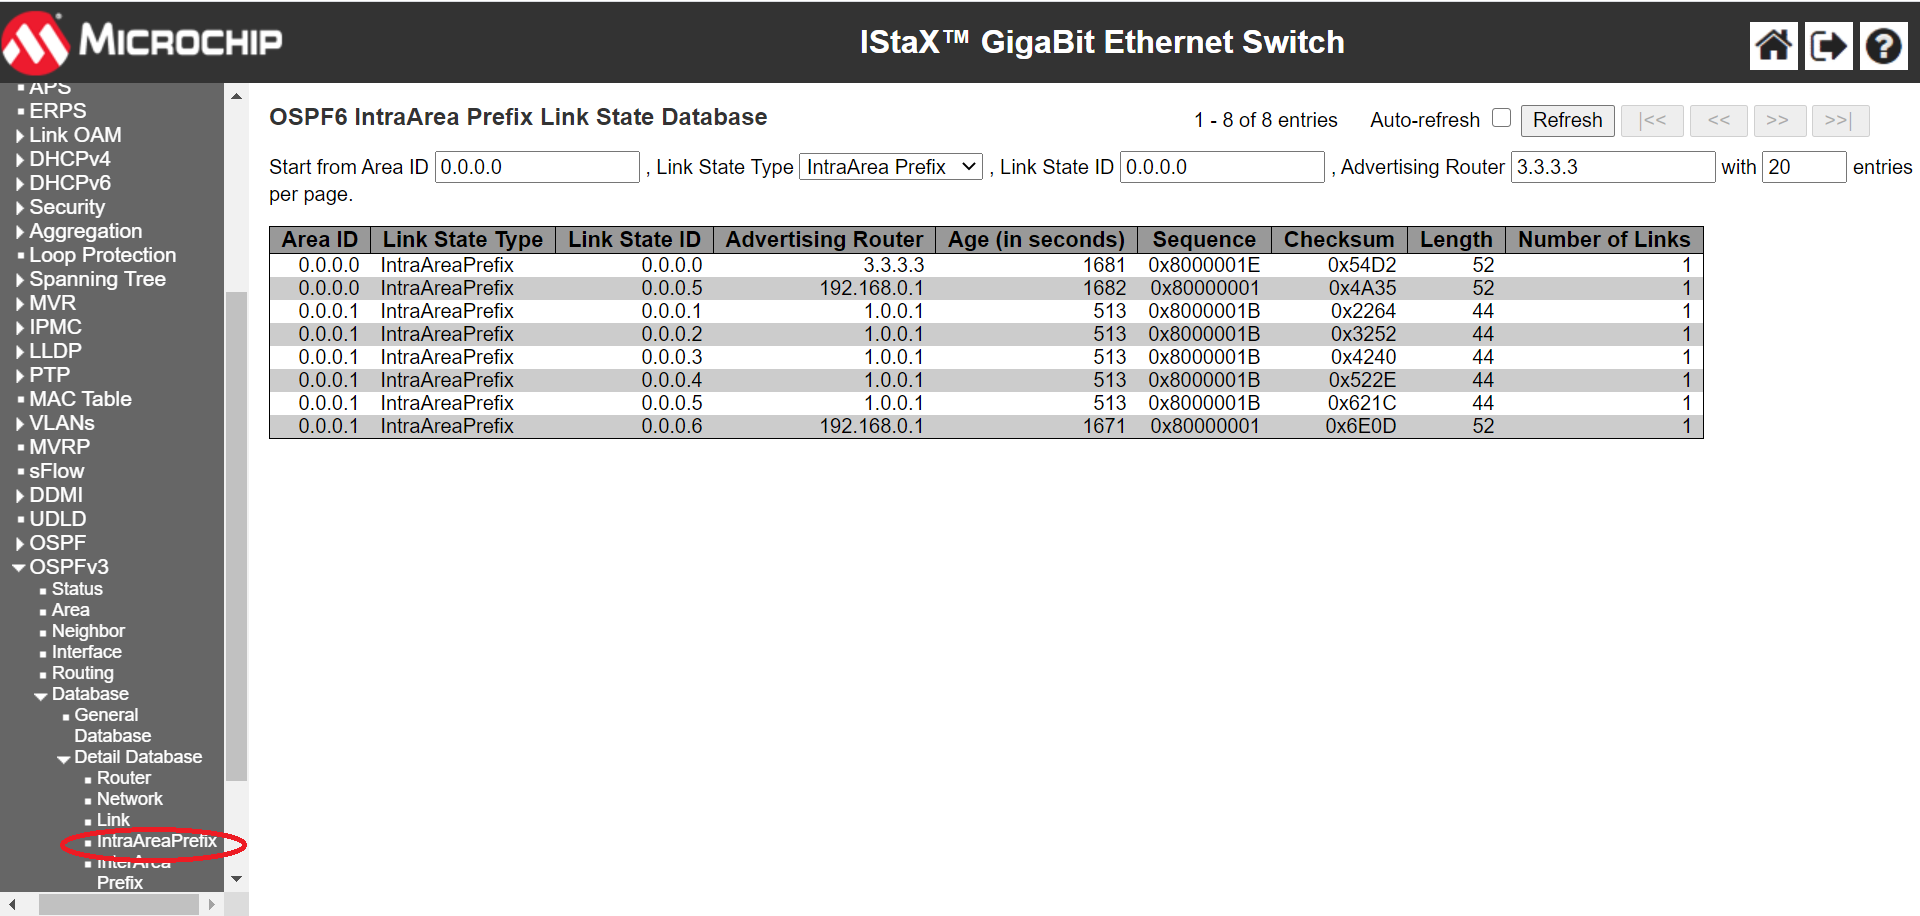 MICROCHIP
IStaX™ GigaBit Ethernet Switch
APS
ERPS
Link OAM
DHCPv4
DHCPv6
Security
Aggregation
Loop Protection
Spanning Tree
MVR
IPMC
LLDP
PTP
MAC Table
VLANs
MVRP
sFlow
DDMI
UDLD
OSPF
OSPFv3
Status
Area
Neighbor
Interface
Routing
Database
General
Database
Detail Database
Router
Network
Link
IntraAreaPrefix
InterArea
Prefix
OSPF6 IntraArea Prefix Link State Database
1 - 8 of 8 entries Auto-refresh Refresh |<< << >> >>|
Start from Area ID 0.0.0.0 , Link State Type IntraArea Prefix , Link State ID 0.0.0.0 , Advertising Router 3.3.3.3 with 20 entries
per page.
Area ID Link State Type Link State ID Advertising Router Age (in seconds) Sequence Checksum Length Number of Links
0.0.0.0 IntraAreaPrefix 0.0.0.0 3.3.3.3 1681 0x8000001E 0x54D2 52 1
0.0.0.0 IntraAreaPrefix 0.0.0.5 192.168.0.1 1682 0x80000001 0x4A35 52 1
0.0.0.1 IntraAreaPrefix 0.0.0.1 1.0.0.1 513 0x8000001B 0x2264 44 1
0.0.0.1 IntraAreaPrefix 0.0.0.2 1.0.0.1 513 0x8000001B 0x3252 44 1
0.0.0.1 IntraAreaPrefix 0.0.0.3 1.0.0.1 513 0x8000001B 0x4240 44 1
0.0.0.1 IntraAreaPrefix 0.0.0.4 1.0.0.1 513 0x8000001B 0x522E 44 1
0.0.0.1 IntraAreaPrefix 0.0.0.5 1.0.0.1 513 0x8000001B 0x621C 44 1
0.0.0.1 IntraAreaPrefix 0.0.0.6 192.168.0.1 1671 0x80000001 0x6E0D 52 1